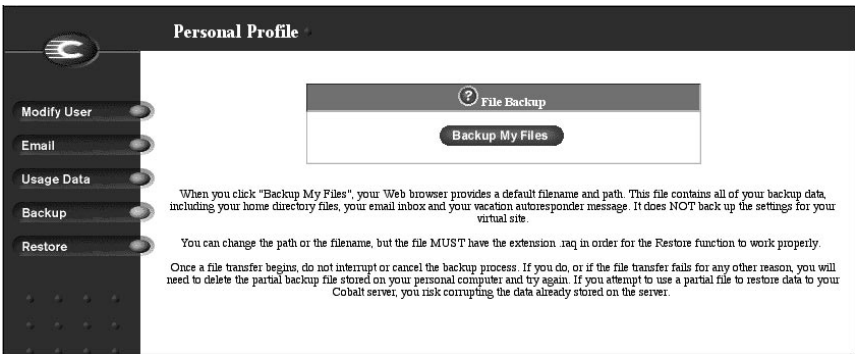 Personal Profile
Modify User
Email
Usage Data
Backup
Restore
? File Backup
Backup My Files
When you click "Backup My Files", your Web browser provides a default filename and path. This file contains all of your backup data,
including your home directory files, your email inbox and your vacation autoresponder message. It does NOT back up the settings for your
virtual site.
You can change the path or the filename, but the file MUST have the extension .raq in order for the Restore function to work properly.
Once a file transfer begins, do not interrupt or cancel the backup process. If you do, or if the file transfer fails for any other reason, you will
need to delete the partial backup file stored on your personal computer and try again. If you attempt to use a partial file to restore data to your
Cobalt server, you risk corrupting the data already stored on the server.